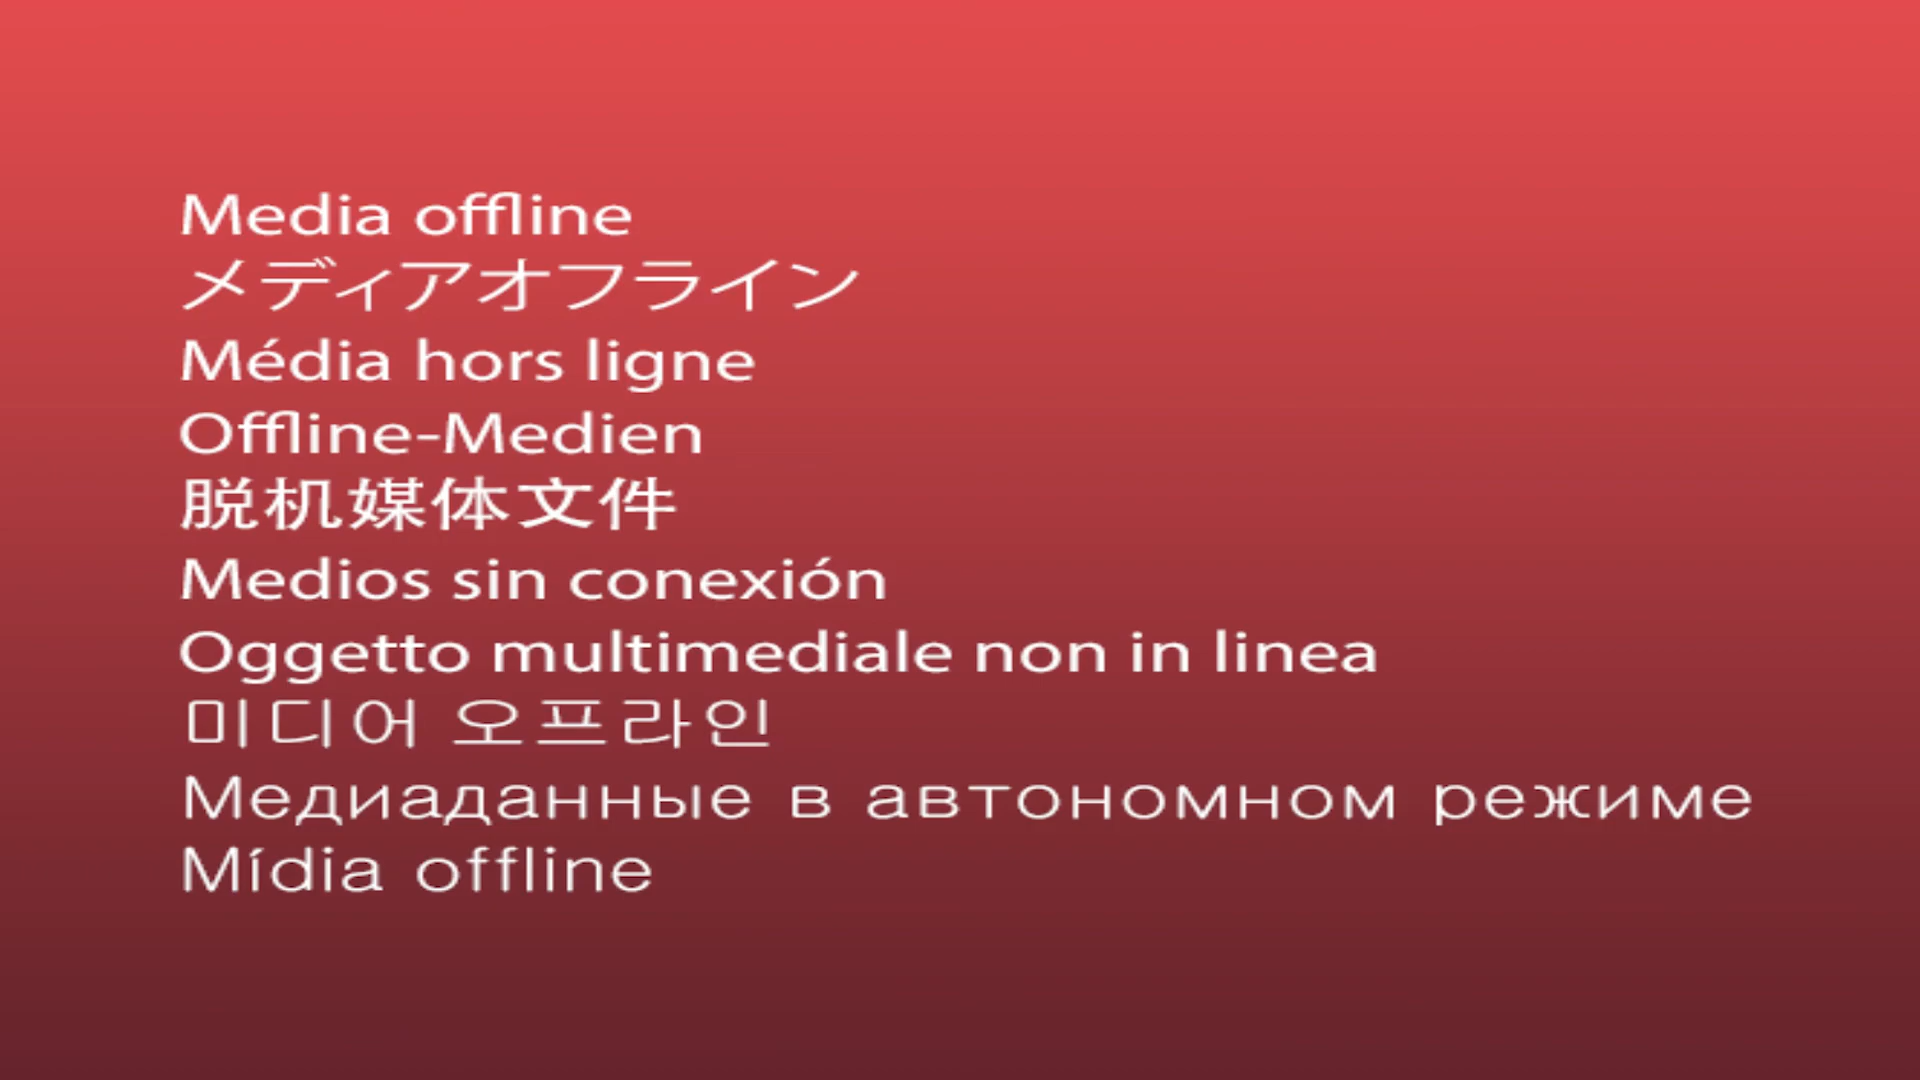 Media offline
メディアオフライン
Média hors ligne
Offline-Medien
脱机媒体文件
Medios sin conexión
Oggetto multimediale non in linea
미디어 오프라인
Медиаданные в автономном режиме
Mídia offline